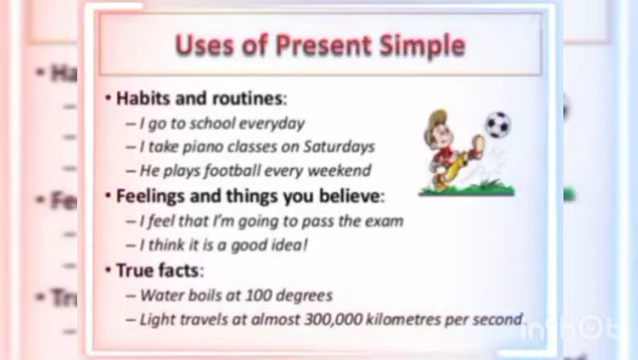 Uses of Present Simple
• Habits and routines:
– I go to school everyday
– I take piano classes on Saturdays
– He plays football every weekend
• Feelings and things you believe:
– I feel that I'm going to pass the exam
– I think it is a good idea!
• True facts:
– Water boils at 100 degrees
– Light travels at almost 300,000 kilometres per second